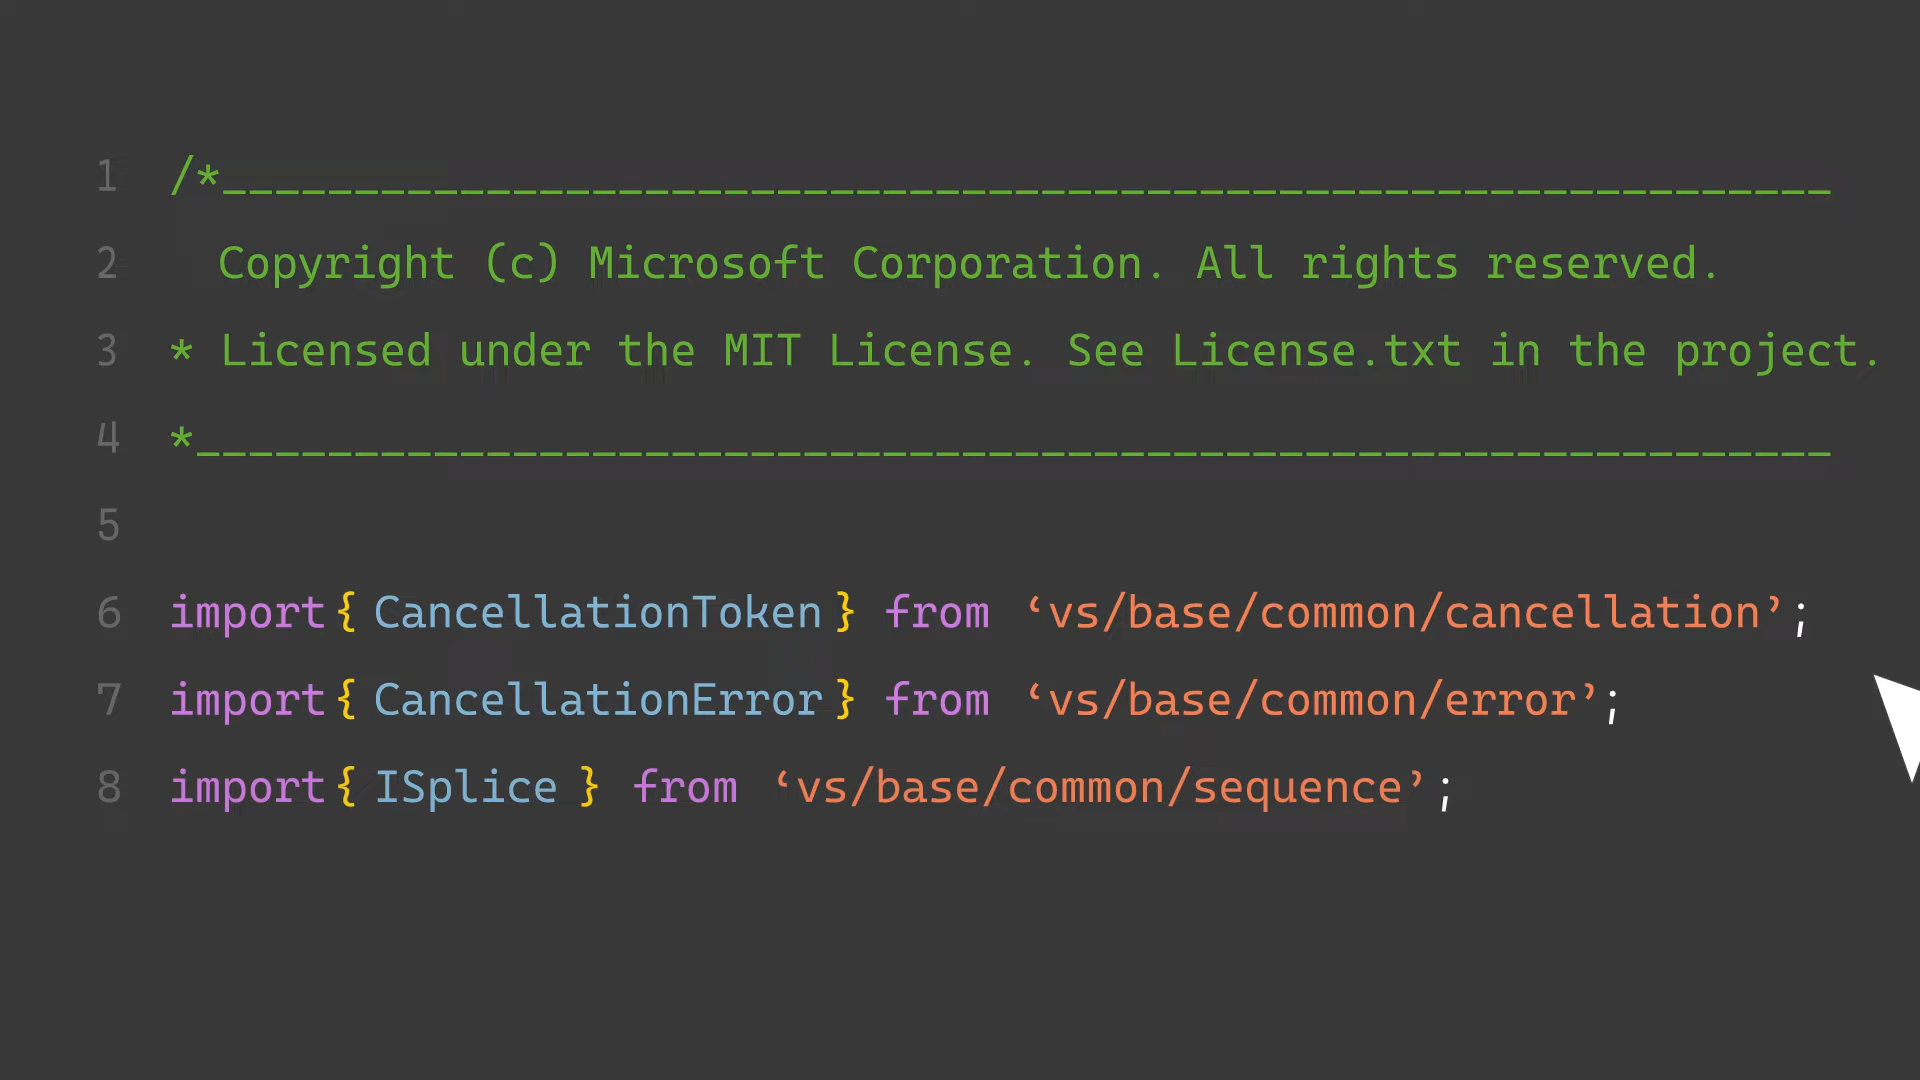 1 /*_____________________________________________________________
2 Copyright (c) Microsoft Corporation. All rights reserved.
3 * Licensed under the MIT License. See License.txt in the project.
4 *______________________________________________________________
5
6 import{ CancellationToken} from ‘vs/base/common/cancellation’;
7 import{ CancellationError} from ‘vs/base/common/error’;
8 import{ ISplice } from ‘vs/base/common/sequence’;